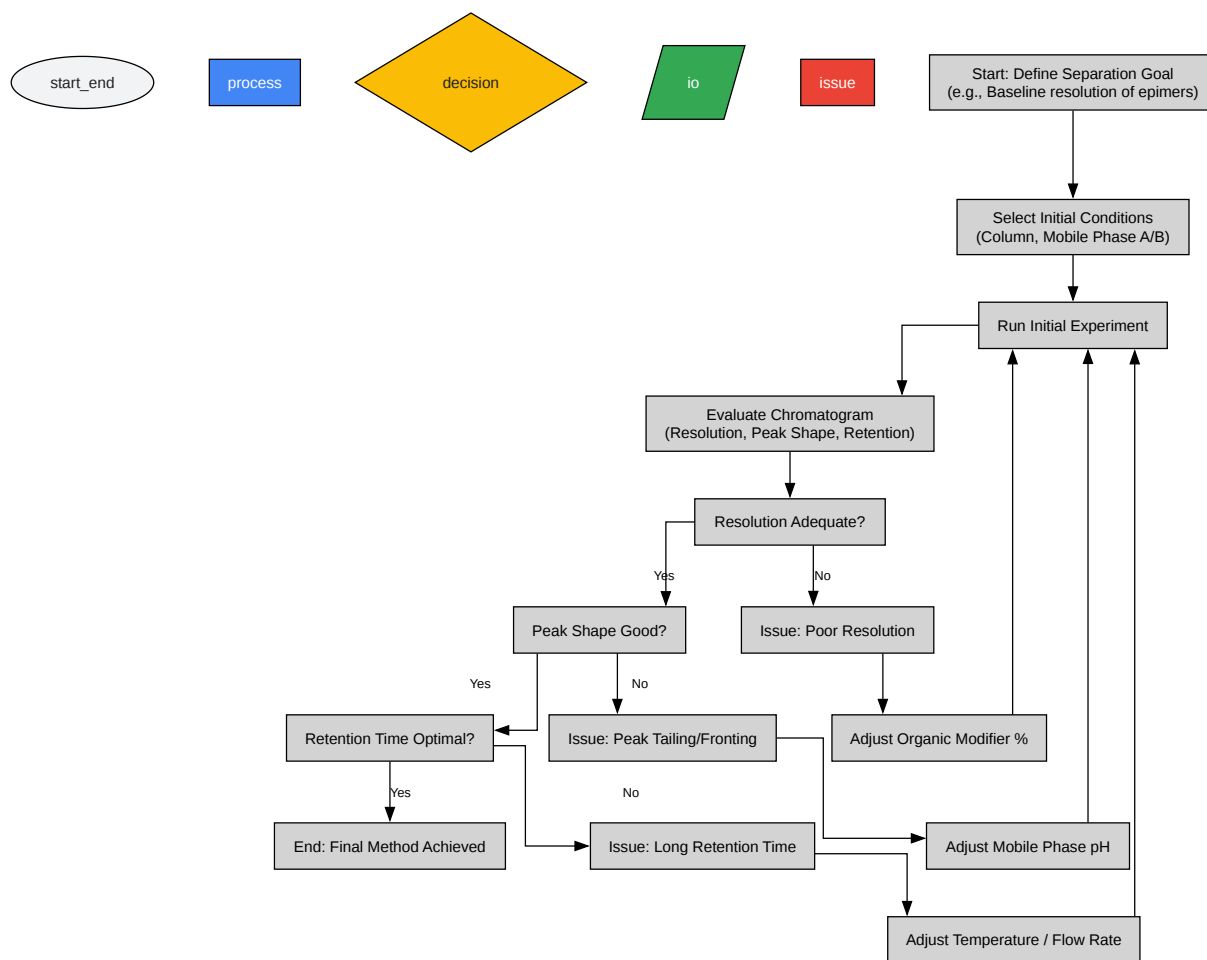 start_end
process
decision
io
issue
Start: Define Separation Goal
(e.g., Baseline resolution of epimers)
Select Initial Conditions
(Column, Mobile Phase A/B)
Run Initial Experiment
Evaluate Chromatogram
(Resolution, Peak Shape, Retention)
Resolution Adequate?
Yes
No
Peak Shape Good?
Issue: Poor Resolution
Yes
No
Retention Time Optimal?
Issue: Peak Tailing/Fronting
Adjust Organic Modifier %
Yes
No
End: Final Method Achieved
Issue: Long Retention Time
Adjust Mobile Phase pH
Adjust Temperature / Flow Rate